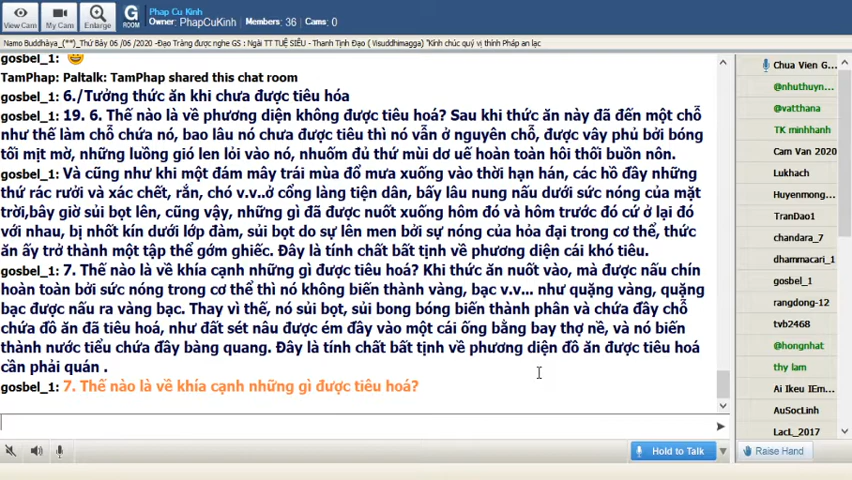 Phap Cu Kinh
Owner: PhapCuKinh   Members: 36   Cams: 0
View Cam
My Cam
Enlarge
G
ROOM
Namo Buddhàya_(**)_Thứ Bảy 06 /06 /2020 -Đạo Tràng được nghe GS : Ngài TT TUỆ SIÊU - Thanh Tịnh Đạo ( Visuddhimagga) "Kính chúc quý vị thính Pháp an lạc
gosbel_1:
TamPhap: Paltalk: TamPhap shared this chat room
gosbel_1: 6./Tưởng thức ăn khi chưa được tiêu hóa
gosbel_1: 19. 6. Thế nào là về phương diện không được tiêu hoá? Sau khi thức ăn này đã đến một chỗ
như thế làm chỗ chứa nó, bao lâu nó chưa được tiêu thì nó vẫn ở nguyên chỗ, được vây phủ bởi bóng
tối mịt mờ, những luồng gió len lỏi vào nó, nhuốm đủ thứ mùi dơ uế hoàn toàn hôi thối buồn nôn.
gosbel_1: Và cũng như khi một đám mây trái mùa đổ mưa xuống vào thời hạn hán, các hồ đầy những
thứ rác rưởi và xác chết, rắn, chó v.v..ở cổng làng tiện dân, bấy lâu nung nấu dưới sức nóng của mặt
trời,bây giờ sủi bọt lên, cũng vậy, những gì đã được nuốt xuống hôm đó và hôm trước đó cứ ở lại đó
với nhau, bị nhốt kín dưới lớp đàm, sủi bọt do sự lên men bởi sự nóng của hỏa đại trong cơ thể, thức
ăn ấy trở thành một tập thể gớm ghiếc. Đây là tính chất bất tịnh về phương diện cái khó tiêu.
gosbel_1: 7. Thế nào là về khía cạnh những gì được tiêu hoá? Khi thức ăn nuốt vào, mà được nấu chín
hoàn toàn bởi sức nóng trong cơ thể thì nó không biến thành vàng, bạc v.v... như quặng vàng, quặng
bạc được nấu ra vàng bạc. Thay vì thế, nó sủi bọt, sủi bong bóng biến thành phân và chứa đầy chỗ
chứa đồ ăn đã tiêu hoá, như đất sét nâu được ém đầy vào một cái ống bằng bay thợ nề, và nó biến
thành nước tiểu chứa đầy bàng quang. Đây là tính chất bất tịnh về phương diện đồ ăn được tiêu hoá
cần phải quán .
gosbel_1: 7. Thế nào là về khía cạnh những gì được tiêu hoá?
Hold to Talk
Raise Hand
Chua Vien G...
@nhuthuyn...
@vatthana
TK minhhanh
Cam Van 2020
Lukhach
Huyenmong...
TranDao1
chandara_7
dhammacari_1
gosbel_1
rangdong-12
tvb2468
@hongnhat
thy lam
Ai Ikeu IEm...
AuSocLinh
LacL_2017